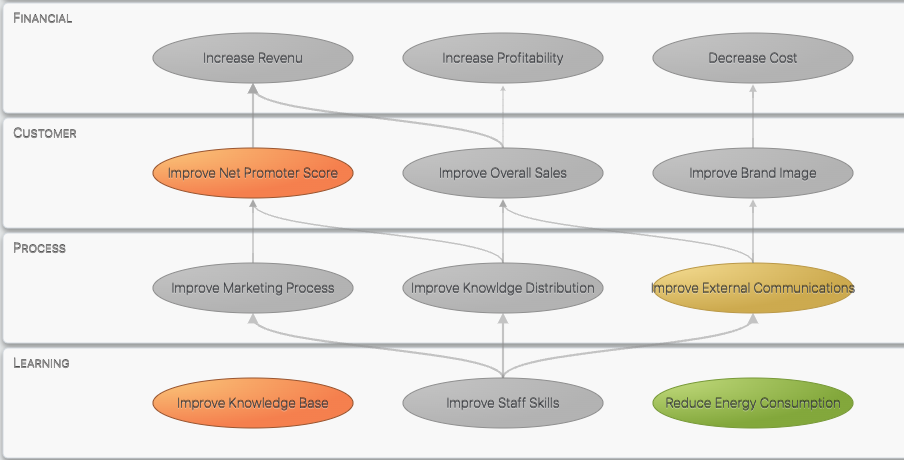 Financial
Increase Revenu
Increase Profitability
Decrease Cost
Customer
Improve Net Promoter Score
Improve Overall Sales
Improve Brand Image
Process
Improve Marketing Process
Improve Knowldge Distribution
Improve External Communications
Learning
Improve Knowledge Base
Improve Staff Skills
Reduce Energy Consumption